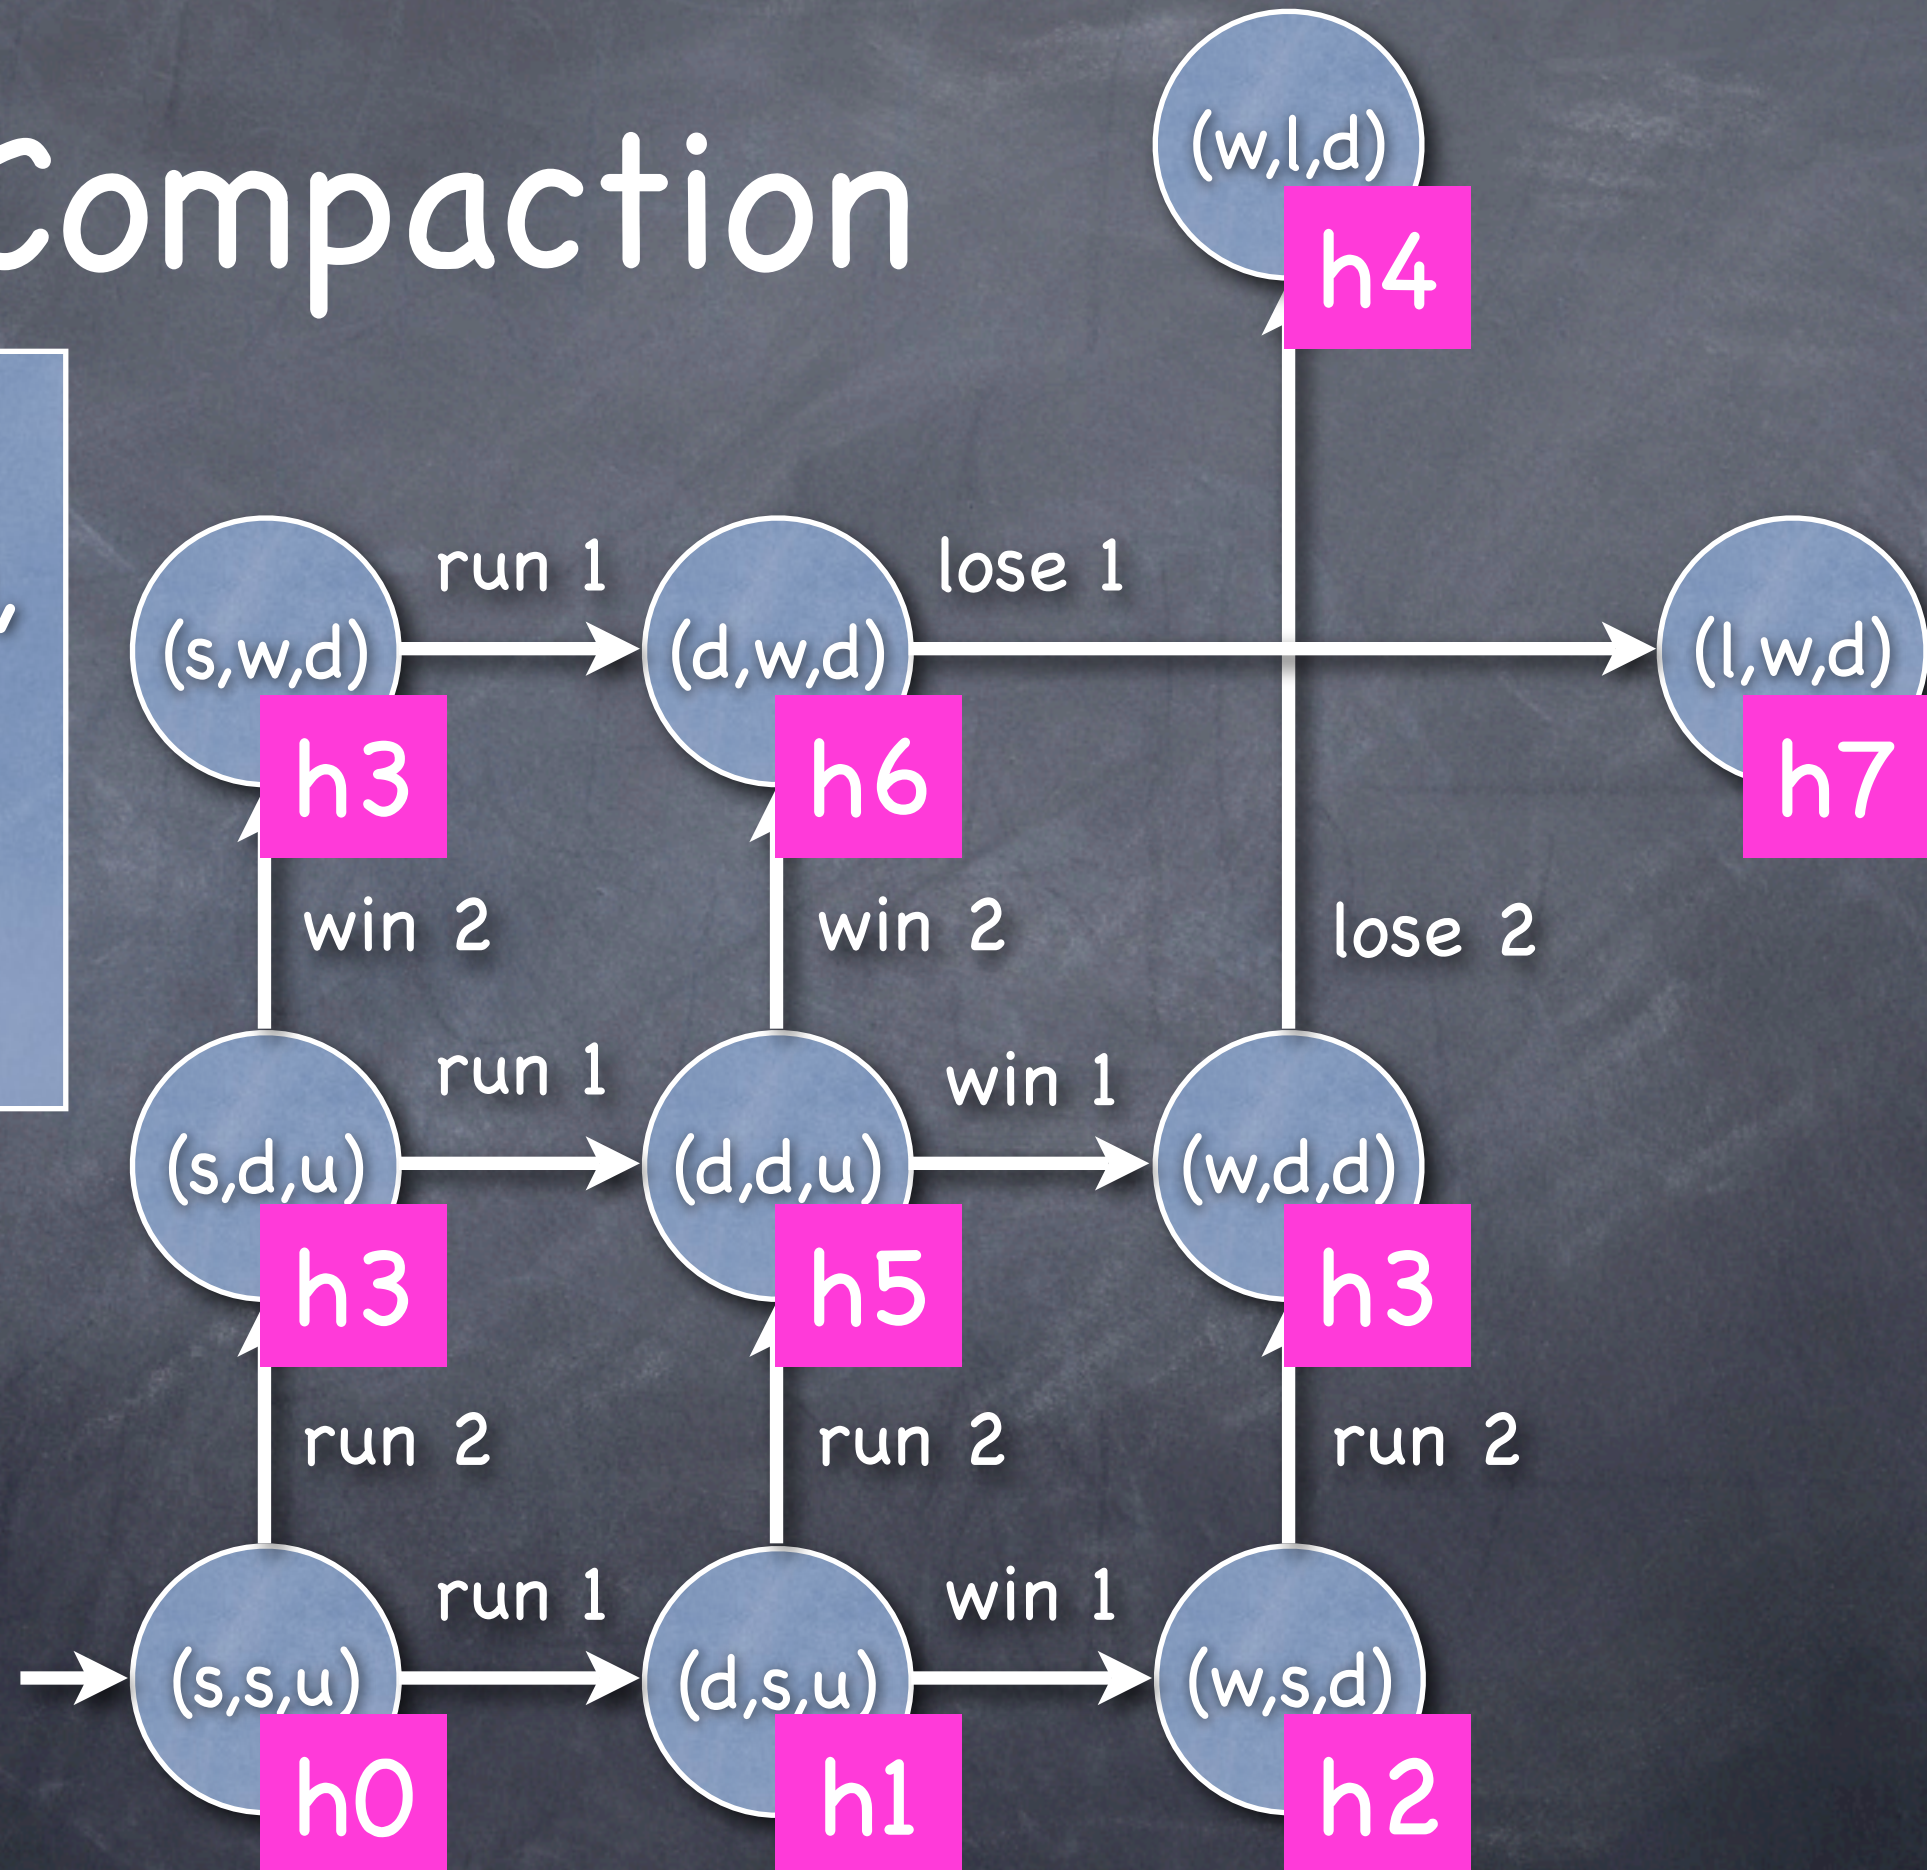 Compaction
(w,l,d)
h4
run 1
lose 1
(s,w,d)
(d,w,d)
(l,w,d)
h3
h6
h7
win 2
win 2
lose 2
run 1
win 1
(s,d,u)
(d,d,u)
(w,d,d)
h3
h5
h3
run 2
run 2
run 2
run 1
win 1
(s,s,u)
(d,s,u)
(w,s,d)
h0
h1
h2